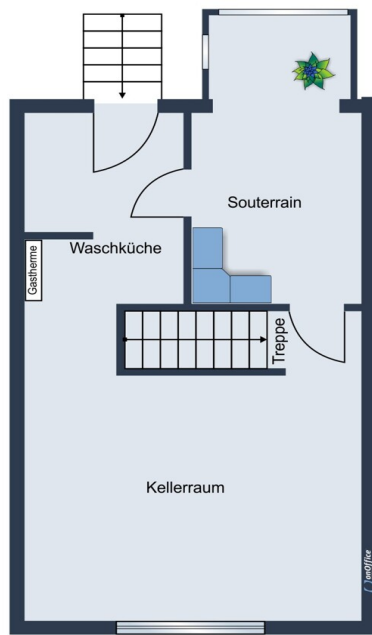 Souterrain
Waschküche
Gastherme
Treppe
Kellerraum
onOffice